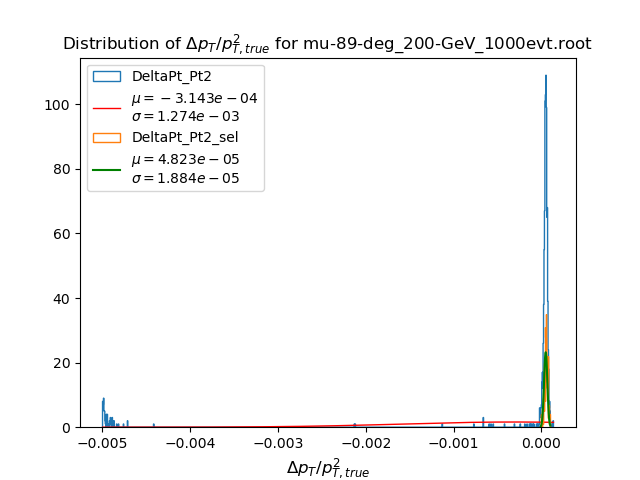 Distribution of Δp_T/p²_{T,true} for mu-89-deg_200-GeV_1000evt.root
DeltaPt_Pt2
μ = −3.143e−04
σ = 1.274e−03
DeltaPt_Pt2_sel
μ = 4.823e−05
σ = 1.884e−05
100
80
60
40
20
0
−0.005 −0.004 −0.003 −0.002 −0.001 0.000
Δp_T/p²_{T,true}